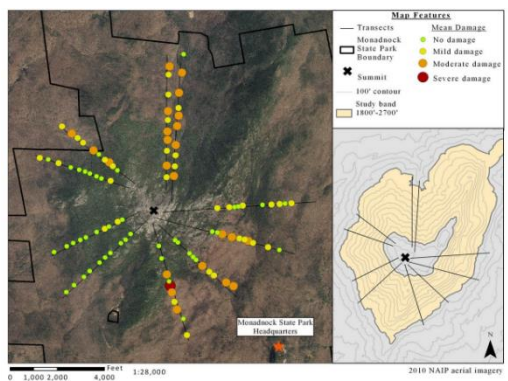 Map Features
Transects
Monadnock
State Park
Boundary
Summit
100' contour
Study band
1800'-2700'
Mean Damage
No damage
Mild damage
Moderate damage
Severe damage
Monadnock State Park
Headquarters
N
Feet
0 1,000 2,000 4,000
1:28,000
2010 NAIP aerial imagery